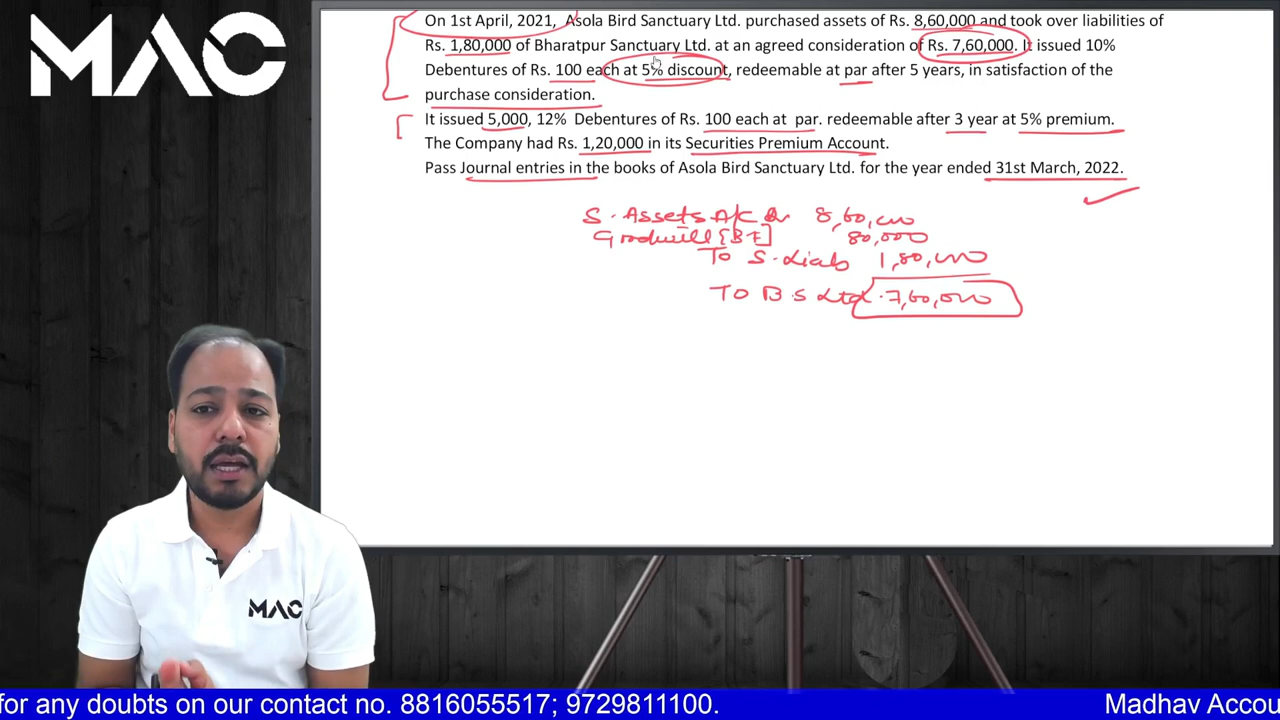 MAC
On 1st April, 2021, Asola Bird Sanctuary Ltd. purchased assets of Rs. 8,60,000 and took over liabilities of
Rs. 1,80,000 of Bharatpur Sanctuary Ltd. at an agreed consideration of Rs. 7,60,000. It issued 10%
Debentures of Rs. 100 each at 5% discount, redeemable at par after 5 years, in satisfaction of the
purchase consideration.
It issued 5,000, 12% Debentures of Rs. 100 each at par. redeemable after 3 year at 5% premium.
The Company had Rs. 1,20,000 in its Securities Premium Account.
Pass Journal entries in the books of Asola Bird Sanctuary Ltd. for the year ended 31st March, 2022.
S. Assets A/C Dr 8,60,000
Goodwill [BF] 80,000
To S. Liab 1,80,000
To B.S Ltd. 7,60,000
MAC
for any doubts on our contact no. 8816055517; 9729811100. Madhav Accou